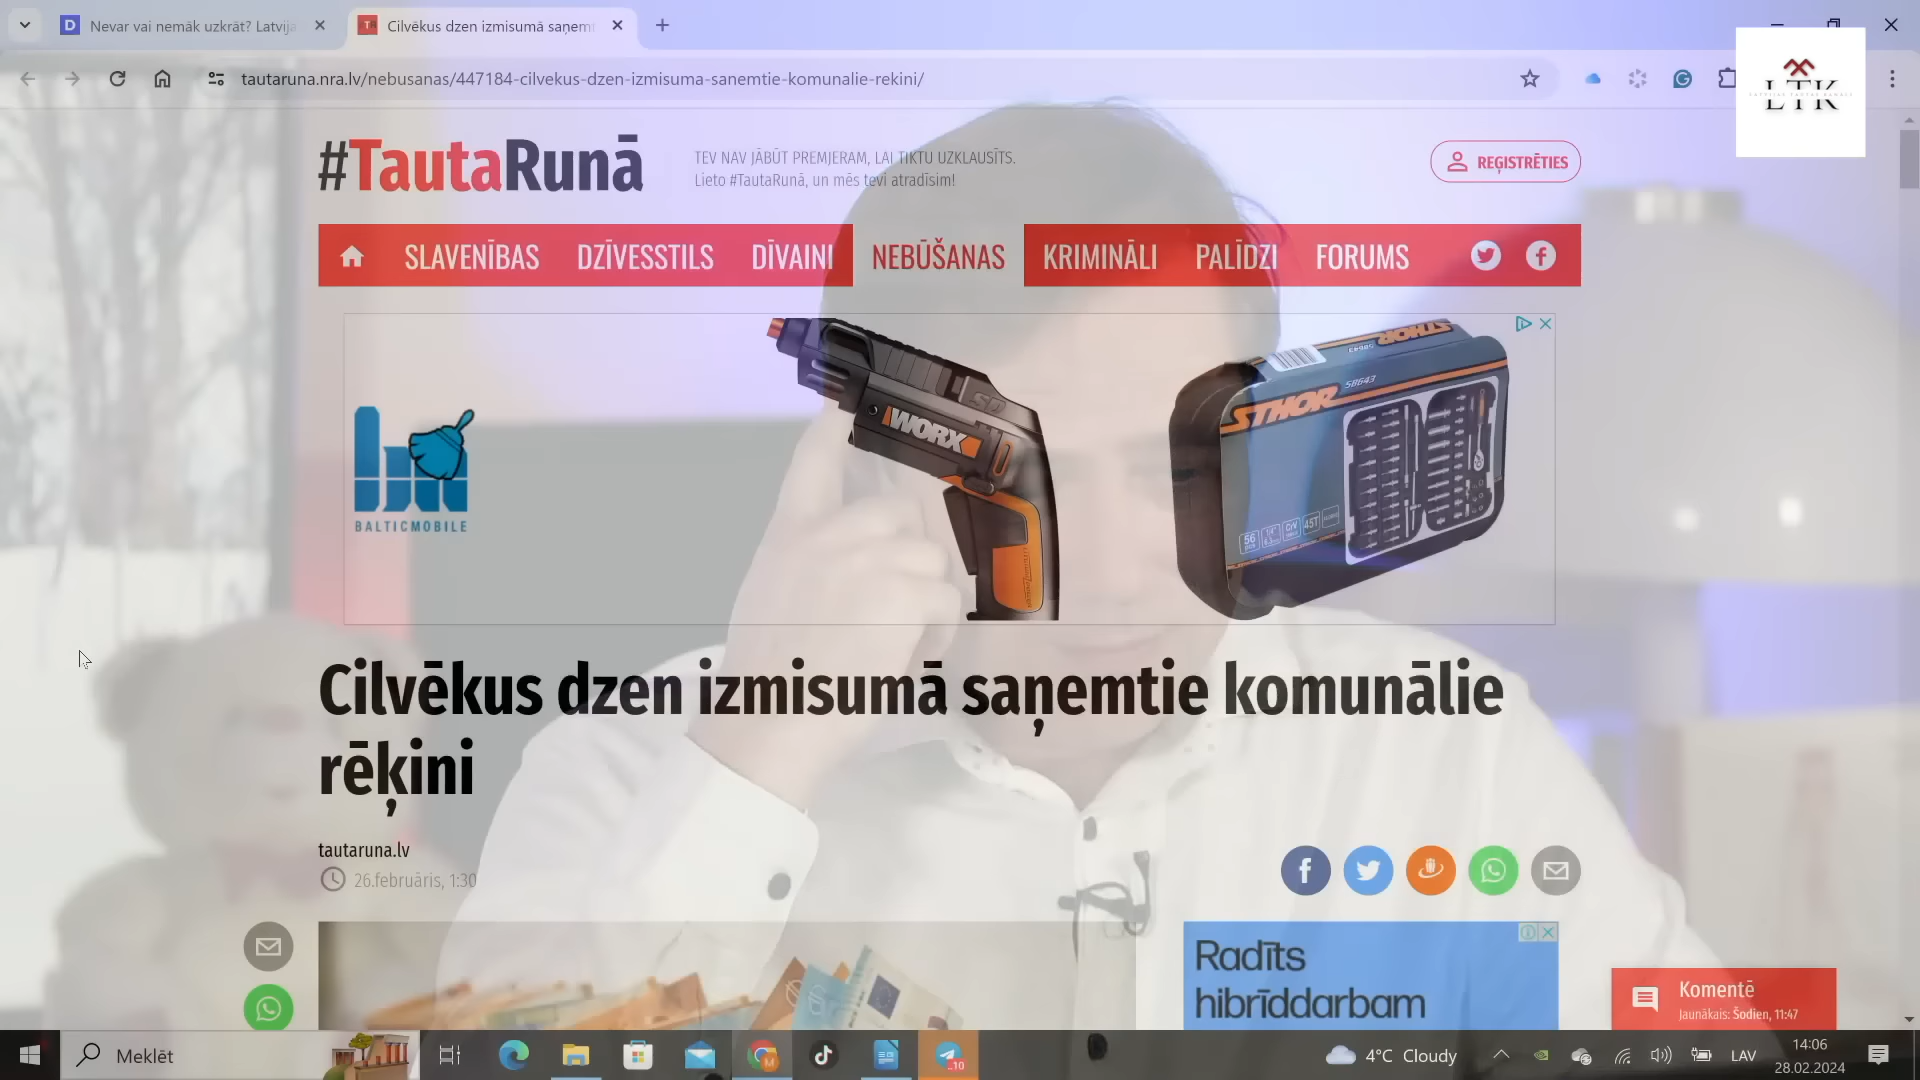 Nevar vai nemāk uzkrāt? Latvija
Cilvēkus dzen izmisumā saņemt
tautaruna.nra.lv/nebusanas/447184-cilvekus-dzen-izmisuma-sanemtie-komunalie-rekini/
LTK
#TautaRunā
TEV NAV JĀBŪT PREMJERAM, LAI TIKTU UZKLAUSĪTS.
Lieto #TautaRunā, un mēs tevi atradīsim!
REĢISTRĒTIES
SLAVENĪBAS DZĪVESSTILS DĪVAINI NEBŪŠANAS KRIMINĀLI PALĪDZI FORUMS
WORX
STHOR
58643
BALTICMOBILE
Cilvēkus dzen izmisumā saņemtie komunālie
rēķini
tautaruna.lv
26.februāris, 1:30
Radīts
hibrīddarbam
Komentē
Jaunākais: Šodien, 11:47
Meklēt
10
4°C Cloudy
LAV
14:06
28.02.2024